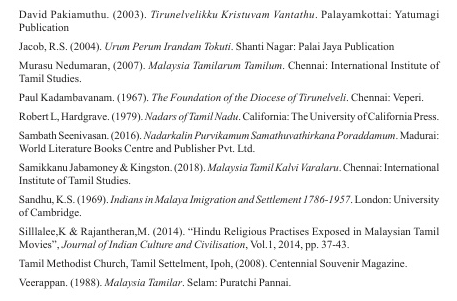 David Pakiamuthu. (2003). Tirunelvelikku Kristuvam Vantathu. Palayamkottai: Yatumagi
Publication
Jacob, R.S. (2004). Urum Perum Irandam Tokuti. Shanti Nagar: Palai Jaya Publication
Murasu Nedumaran, (2007). Malaysia Tamilarum Tamilum. Chennai: International Institute of
Tamil Studies.
Paul Kadambavanam. (1967). The Foundation of the Diocese of Tirunelveli. Chennai: Veperi.
Robert L, Hardgrave. (1979). Nadars of Tamil Nadu. California: The University of California Press.
Sambath Seenivasan. (2016). Nadarkalin Purvikamum Samathuvathirkana Poraddamum. Madurai:
World Literature Books Centre and Publisher Pvt. Ltd.
Samikkanu Jabamoney & Kingston. (2018). Malaysia Tamil Kalvi Varalaru. Chennai: International
Institute of Tamil Studies.
Sandhu, K.S. (1969). Indians in Malaya Imigration and Settlement 1786-1957. London: University
of Cambridge.
Silllalee,K & Rajantheran,M. (2014). “Hindu Religious Practises Exposed in Malaysian Tamil
Movies”, Journal of Indian Culture and Civilisation, Vol.1, 2014, pp. 37-43.
Tamil Methodist Church, Tamil Settelment, Ipoh, (2008). Centennial Souvenir Magazine.
Veerappan. (1988). Malaysia Tamilar. Selam: Puratchi Pannai.